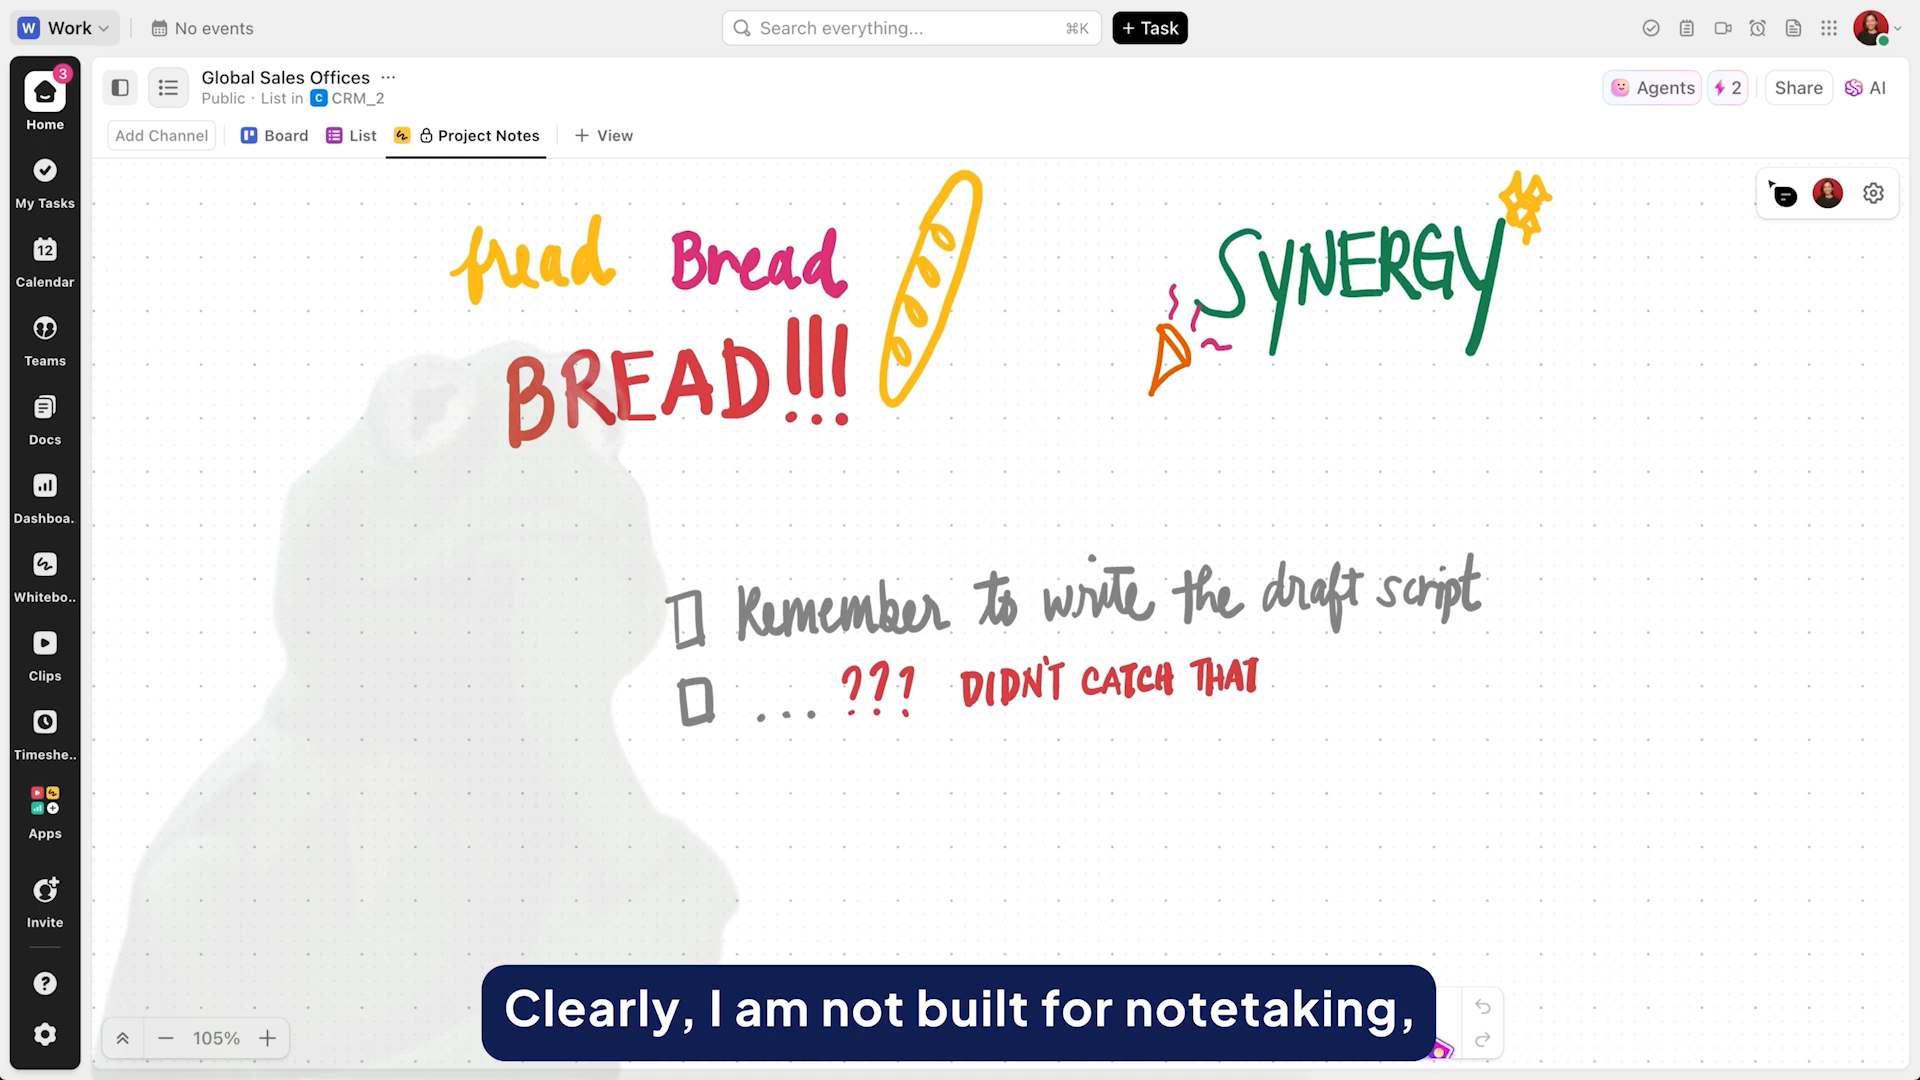 W Work
No events
Search everything...
⌘K
+ Task
Global Sales Offices ...
Public · List in C CRM_2
Agents
2
Share
AI
Add Channel
Board
List
Project Notes
+ View
3
Home
My Tasks
12
Calendar
Teams
Docs
Dashboa..
Whitebo..
Clips
Timeshe..
Apps
Invite
?
fread Bread
BREAD!!!
SYNERGY
Remember to write the draft script
... ??? DIDN'T CATCH THAT
Clearly, I am not built for notetaking,
105%